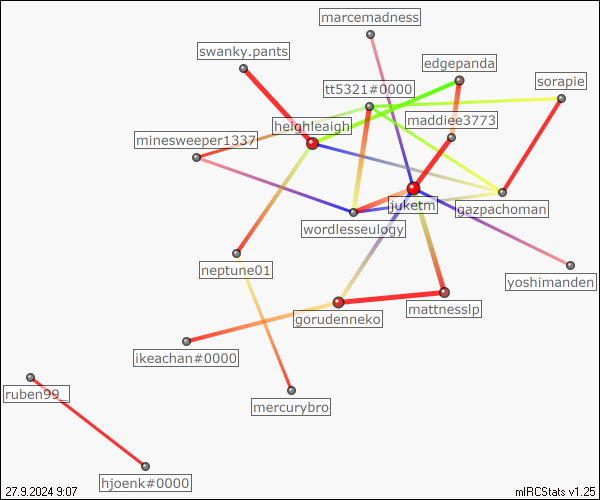 marcemadness
swanky.pants
edgepanda
sorapie
tt5321#0000
maddiee3773
heighleaigh
minesweeper1337
juketm
gazpachoman
wordlesseulogy
neptune01
yoshimanden
mattnesslp
gorudenneko
ikeachan#0000
ruben99_
mercurybro
hjoenk#0000
27.9.2024 9:07
mIRCStats v1.25